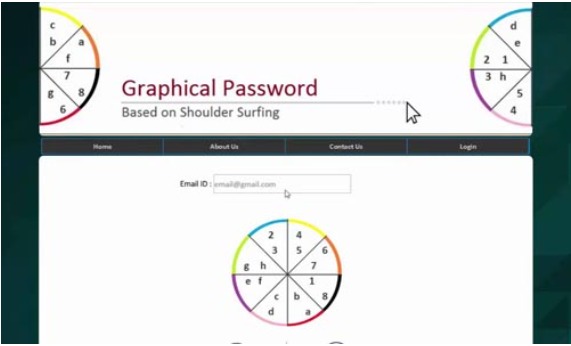 c
b a
f
7
g 8
6
d
e
2 1
3 h
5
4
Graphical Password
Based on Shoulder Surfing
Home About Us Contact Us Login
Email ID : email@gmail.com
2 4
3 5 6
g h 7
e f 1
c b 8
d a